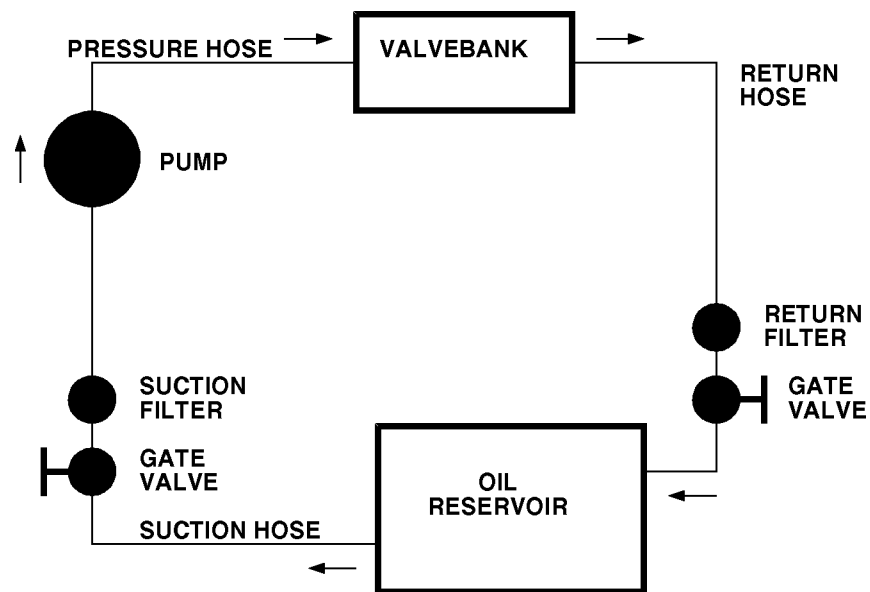 PRESSURE HOSE
VALVEBANK
RETURN
HOSE
PUMP
RETURN
FILTER
SUCTION
FILTER
GATE
VALVE
GATE
VALVE
OIL
RESERVOIR
SUCTION HOSE